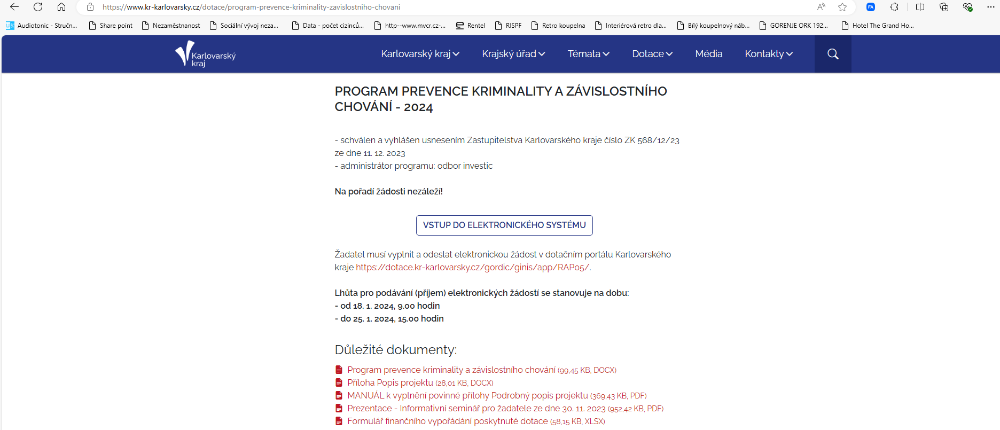 https://www.kr-karlovarsky.cz/dotace/program-prevence-kriminality-zavislostniho-chovani
FA
Audiotonic - Stručn...
Share point
Nezaměstnanost
Sociální vývoj neza...
Data - počet cizinců...
http--www.mvcr.cz-...
Rentel
RISPF
Retro koupelna
Interiérová retro dla...
Bílý koupelnový náb...
GORENJE ORK 192...
Hotel The Grand Ho...
Karlovarský
kraj
Karlovarský kraj
Krajský úřad
Témata
Dotace
Média
Kontakty
PROGRAM PREVENCE KRIMINALITY A ZÁVISLOSTNÍHO
CHOVÁNÍ - 2024
- schválen a vyhlášen usnesením Zastupitelstva Karlovarského kraje číslo ZK 568/12/23
ze dne 11. 12. 2023
- administrátor programu: odbor investic
Na pořadí žádosti nezáleží!
VSTUP DO ELEKTRONICKÉHO SYSTÉMU
Žadatel musí vyplnit a odeslat elektronickou žádost v dotačním portálu Karlovarského
kraje https://dotace.kr-karlovarsky.cz/gordic/ginis/app/RAP05/.
Lhůta pro podávání (příjem) elektronických žádostí se stanovuje na dobu:
- od 18. 1. 2024, 9.00 hodin
- do 25. 1. 2024, 15.00 hodin
Důležité dokumenty:
Program prevence kriminality a závislostního chování (99,45 KB, DOCX)
Příloha Popis projektu (28,01 KB, DOCX)
MANUÁL k vyplnění povinné přílohy Podrobný popis projektu (369,43 KB, PDF)
Prezentace - Informativní seminář pro žadatele ze dne 30. 11. 2023 (952,42 KB, PDF)
Formulář finančního vypořádání poskytnuté dotace (58,15 KB, XLSX)